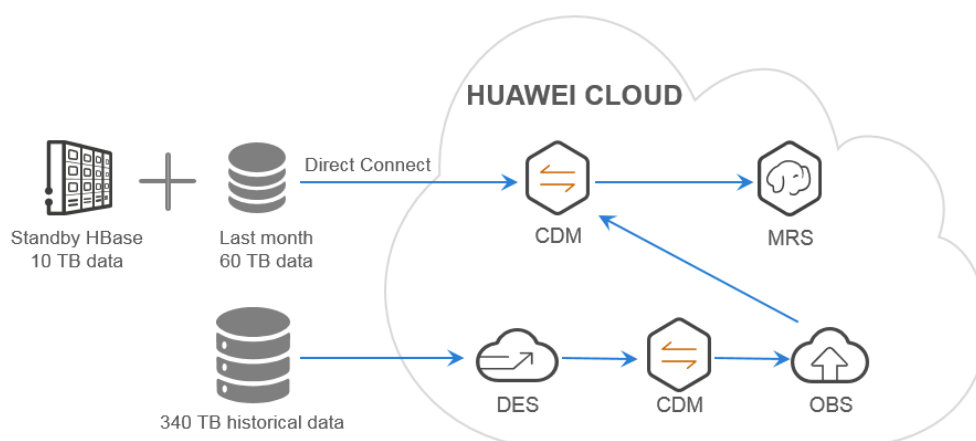 HUAWEI CLOUD
Direct Connect
Standby HBase
10 TB data
Last month
60 TB data
CDM
MRS
340 TB historical data
DES
CDM
OBS